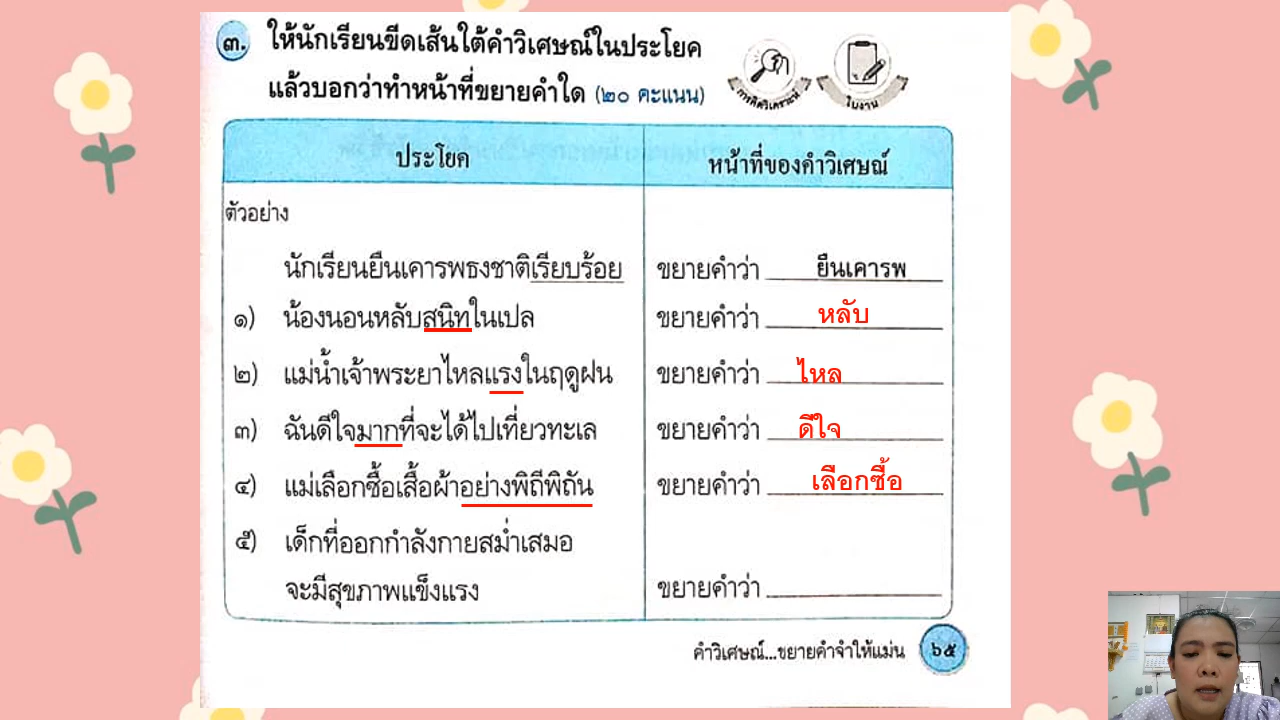 ๓. ให้นักเรียนขีดเส้นใต้คำวิเศษณ์ในประโยค
แล้วบอกว่าทำหน้าที่ขยายคำใด (๒๐ คะแนน)
การคิดวิเคราะห์
ใบงาน
ประโยค หน้าที่ของคำวิเศษณ์
ตัวอย่าง
นักเรียนยืนเคารพธงชาติเรียบร้อย ขยายคำว่า ยืนเคารพ
๑) น้องนอนหลับสนิทในเปล ขยายคำว่า หลับ
๒) แม่น้ำเจ้าพระยาไหลแรงในฤดูฝน ขยายคำว่า ไหล
๓) ฉันดีใจมากที่จะได้ไปเที่ยวทะเล ขยายคำว่า ดีใจ
๔) แม่เลือกซื้อเสื้อผ้าอย่างพิถีพิถัน ขยายคำว่า เลือกซื้อ
๕) เด็กที่ออกกำลังกายสม่ำเสมอ
จะมีสุขภาพแข็งแรง ขยายคำว่า
คำวิเศษณ์...ขยายคำจำให้แม่น ๖๕